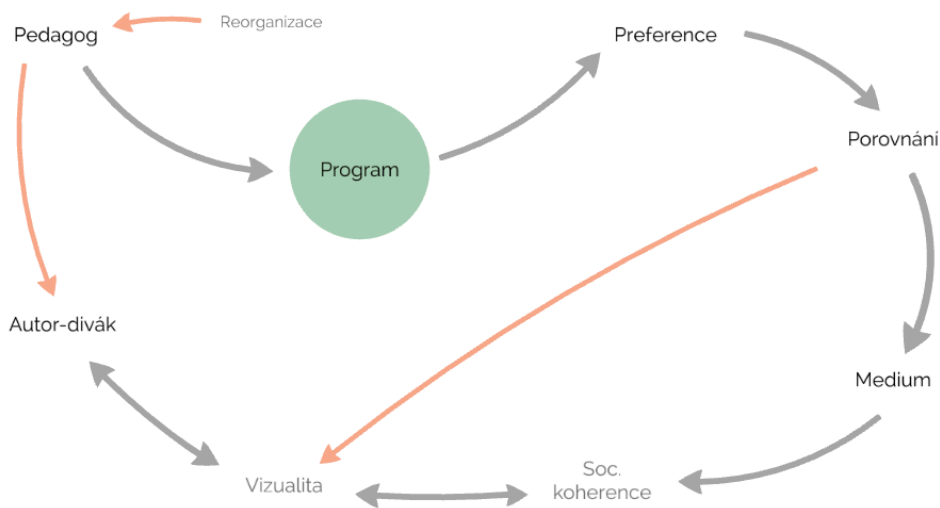 Reorganizace
Pedagog
Preference
Program
Porovnání
Autor-divák
Medium
Vizualita
Soc.
koherence